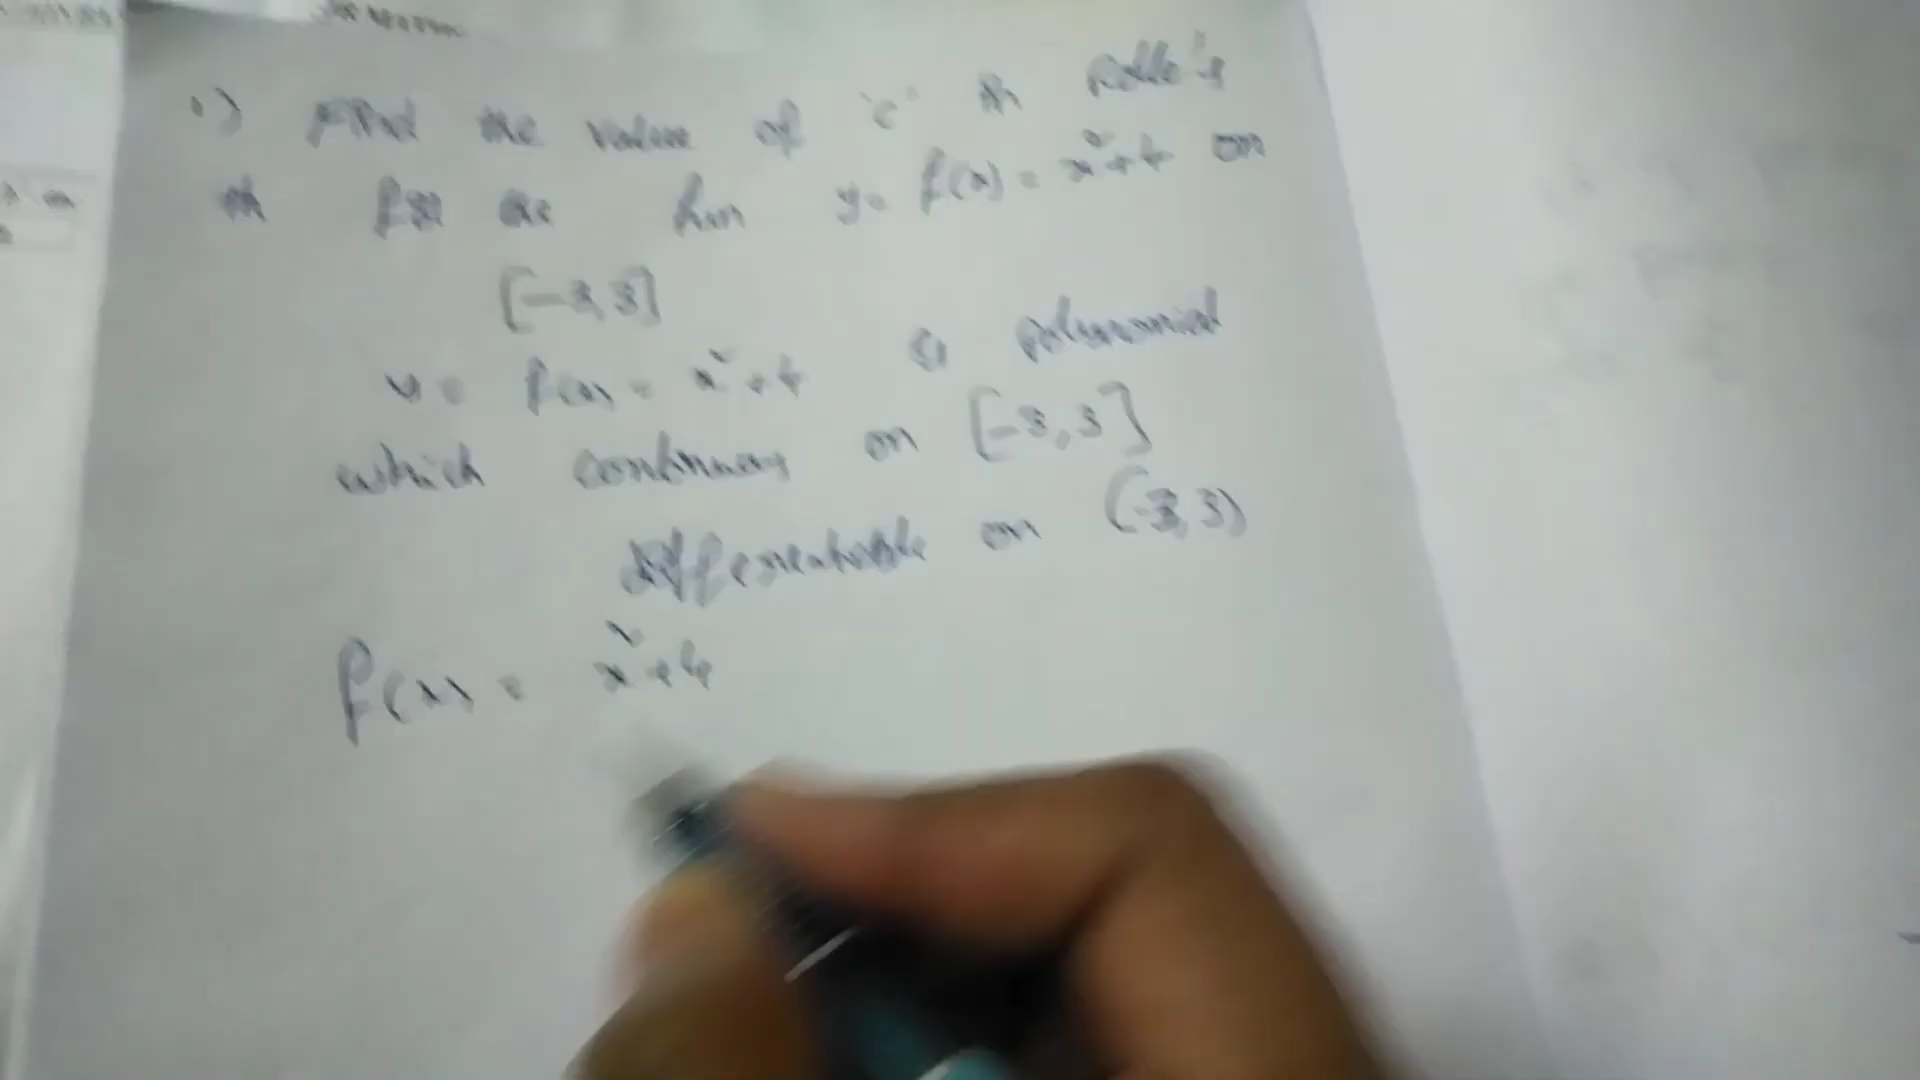 1) Find the value of 'c' in Rolle's
th for the fun y = f(x) = x²+4 on
[-3,3]
y = f(x) = x²+4 is polynomial
which continuous on [-3,3]
differentiable on (-3,3)
f(x) = x²+4